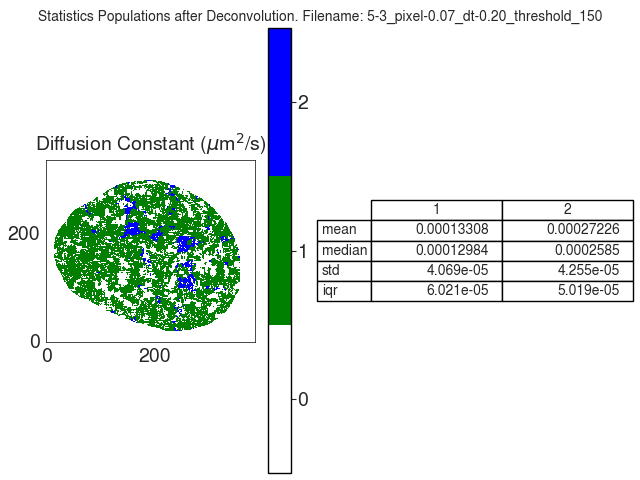 Statistics Populations after Deconvolution. Filename: 5-3_pixel-0.07_dt-0.20_threshold_150
Diffusion Constant (μm²/s)
200
0
0 200
2
1
0
1 2
mean 0.00013308 0.00027226
median 0.00012984 0.0002585
std 4.069e-05 4.255e-05
iqr 6.021e-05 5.019e-05